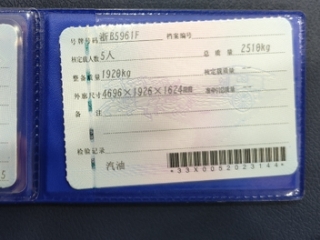 号牌号码 浙BS961F 档案编号
核定载人数 5人 总质量 2510kg
整备质量 1920kg 核定载质量 --
外廓尺寸 4696×1926×1624mm 准牵引总质量 --
备注
检验记录
汽油
*33X0052023144*